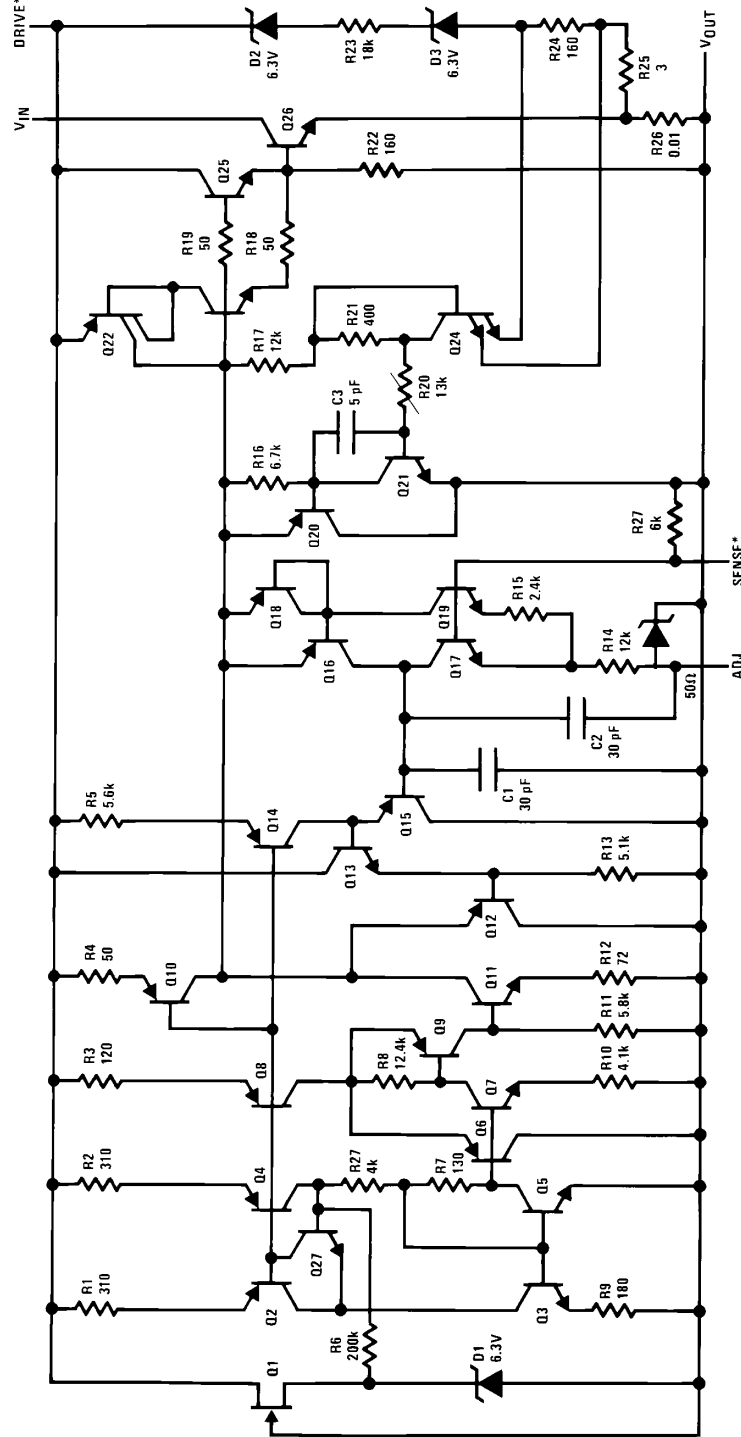 DRIVE*
VIN
VOUT
SENSE*
ADJ
Q1
R1
310
Q2
R6
200k
D1
6.3V
Q3
R9
180
R2
310
Q4
Q27
R27
4k
R7
130
Q5
R3
120
Q8
Q6
R8
12.4k
Q9
Q7
R10
4.1k
R11
5.8k
R4
50
Q10
Q11
R12
72
Q12
R5
5.6k
Q14
Q13
Q15
R13
5.1k
C1
30 pF
C2
30 pF
Q16
Q18
Q17
Q19
R15
2.4k
R14
12k
50Ω
R27
6k
Q20
R16
6.7k
C3
5 pF
Q21
R20
13k
Q22
R17
12k
R21
400
Q24
R19
50
R18
50
Q25
Q26
R22
160
D2
6.3V
R23
18k
D3
6.3V
R24
160
R25
3
R26
0.01